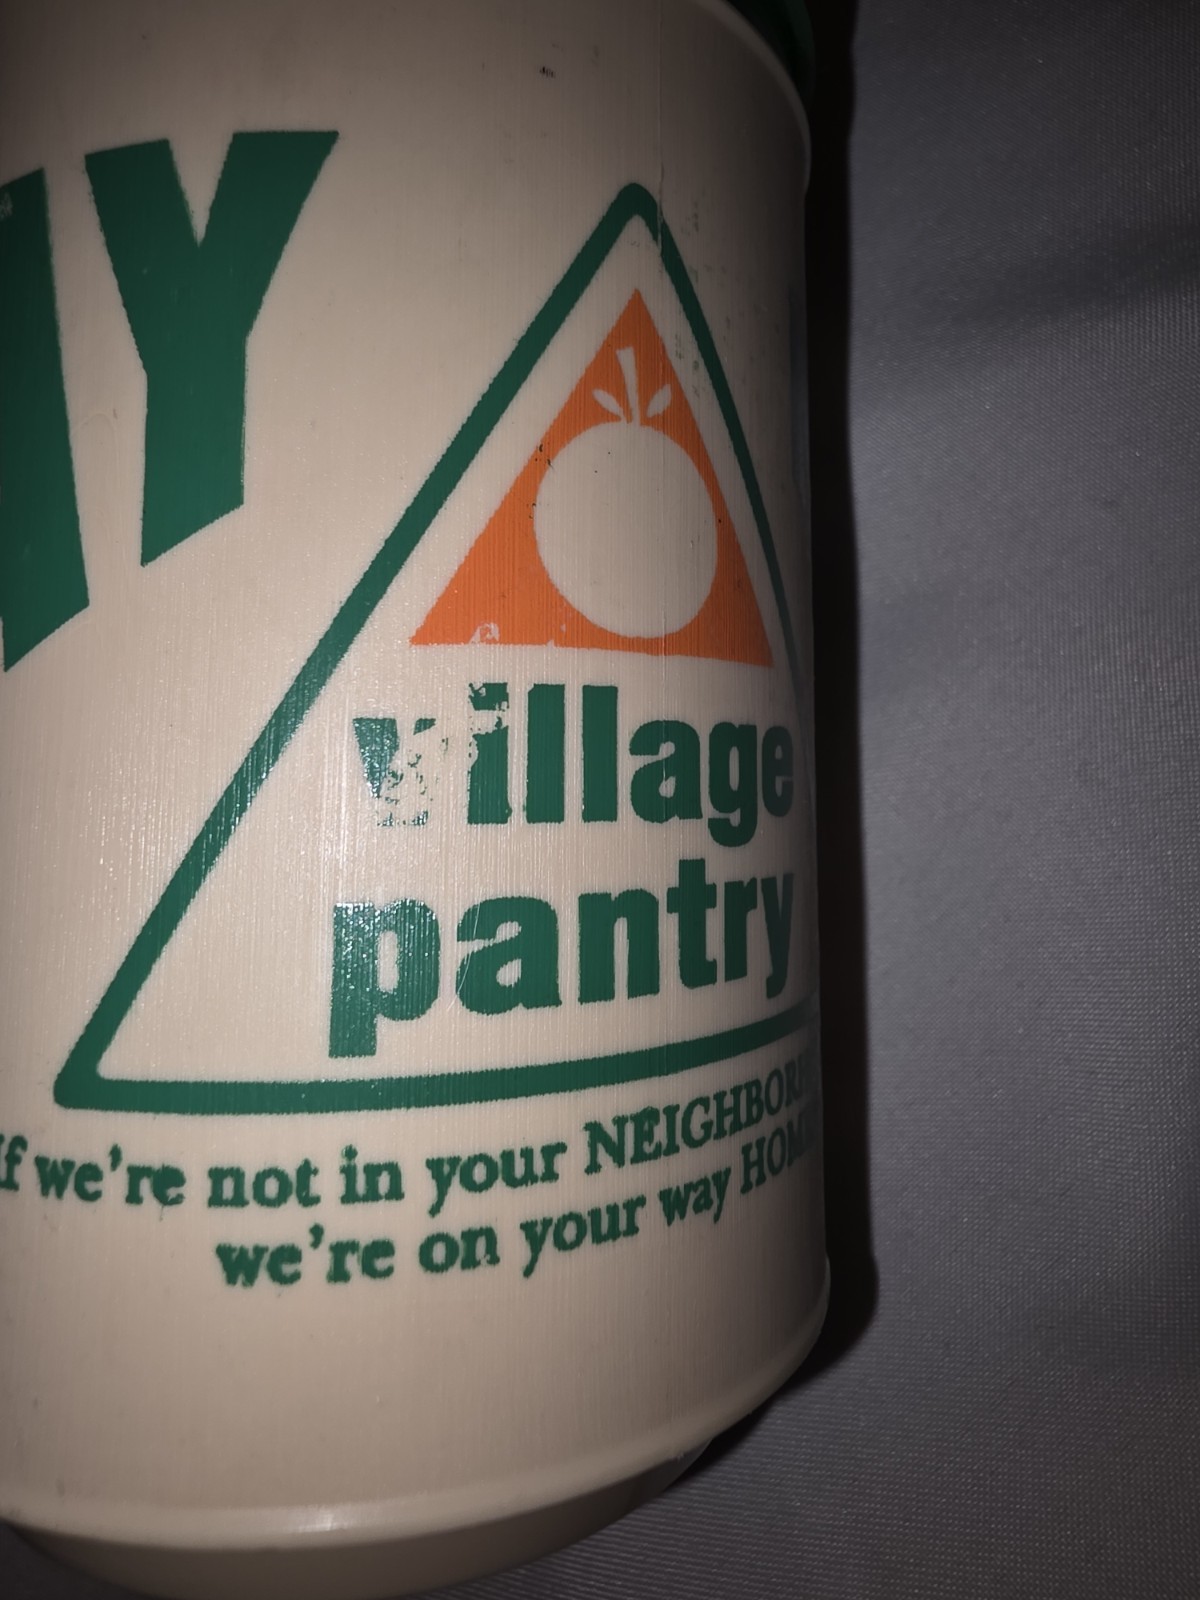 village
pantry
If we're not in your
we're on your way